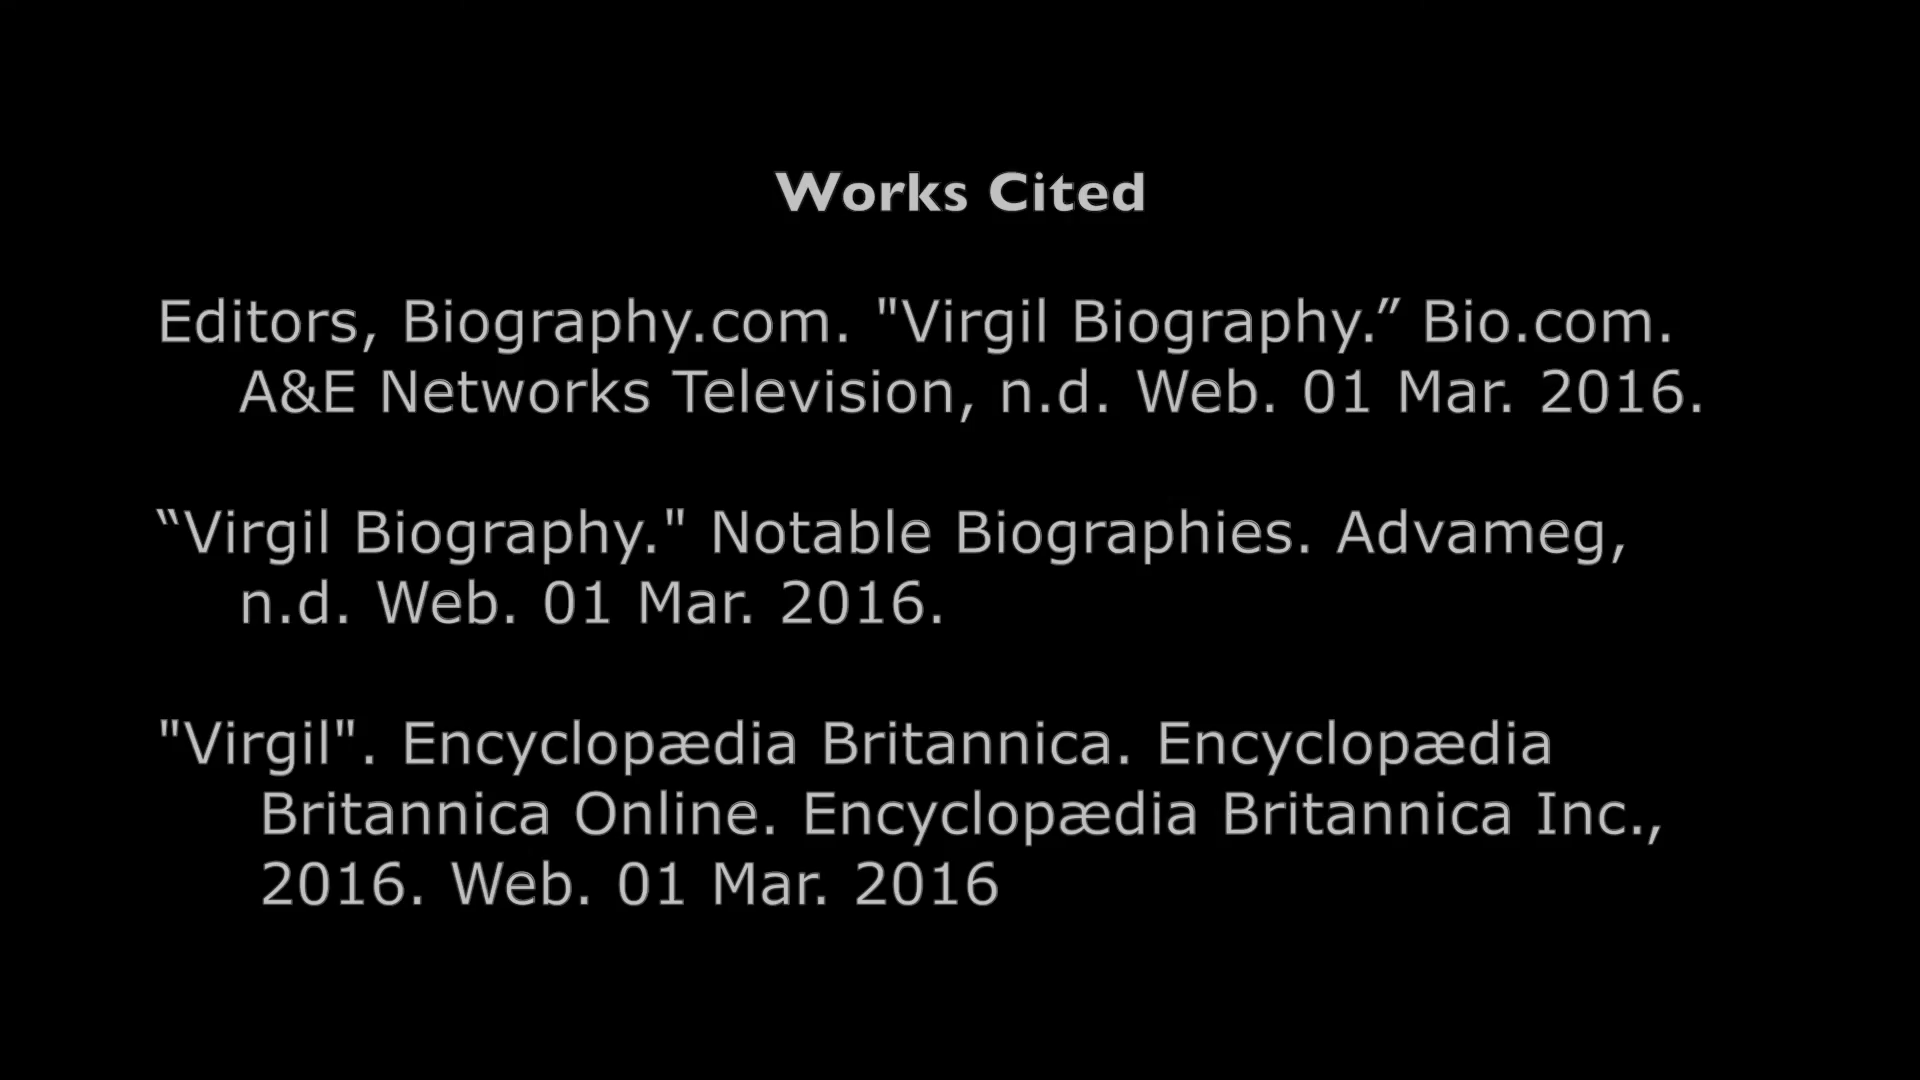 Works Cited
Editors, Biography.com. "Virgil Biography.” Bio.com.
A&E Networks Television, n.d. Web. 01 Mar. 2016.
“Virgil Biography." Notable Biographies. Advameg,
n.d. Web. 01 Mar. 2016.
"Virgil". Encyclopædia Britannica. Encyclopædia
Britannica Online. Encyclopædia Britannica Inc.,
2016. Web. 01 Mar. 2016